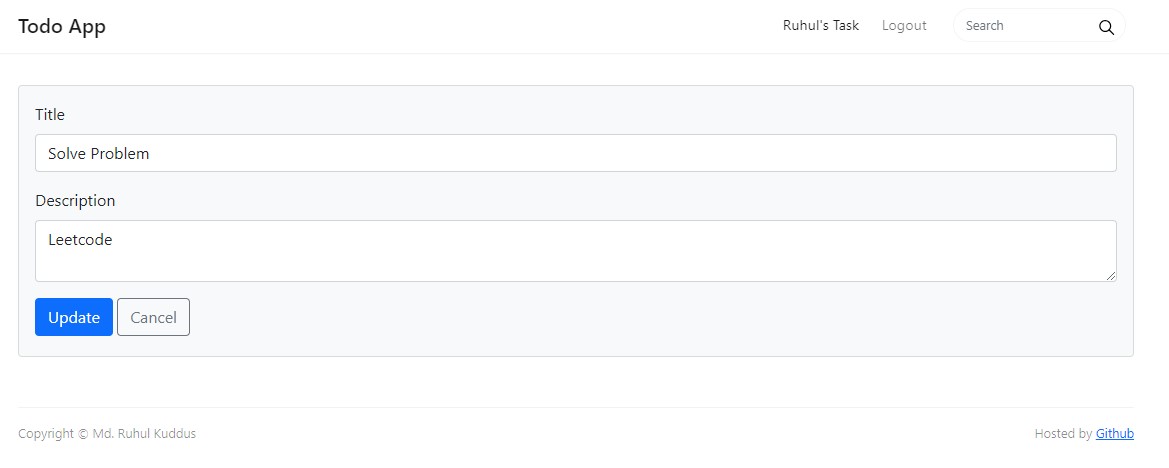 Todo App Ruhul's Task Logout Search
Title
Solve Problem
Description
Leetcode
Update Cancel
Copyright © Md. Ruhul Kuddus Hosted by Github